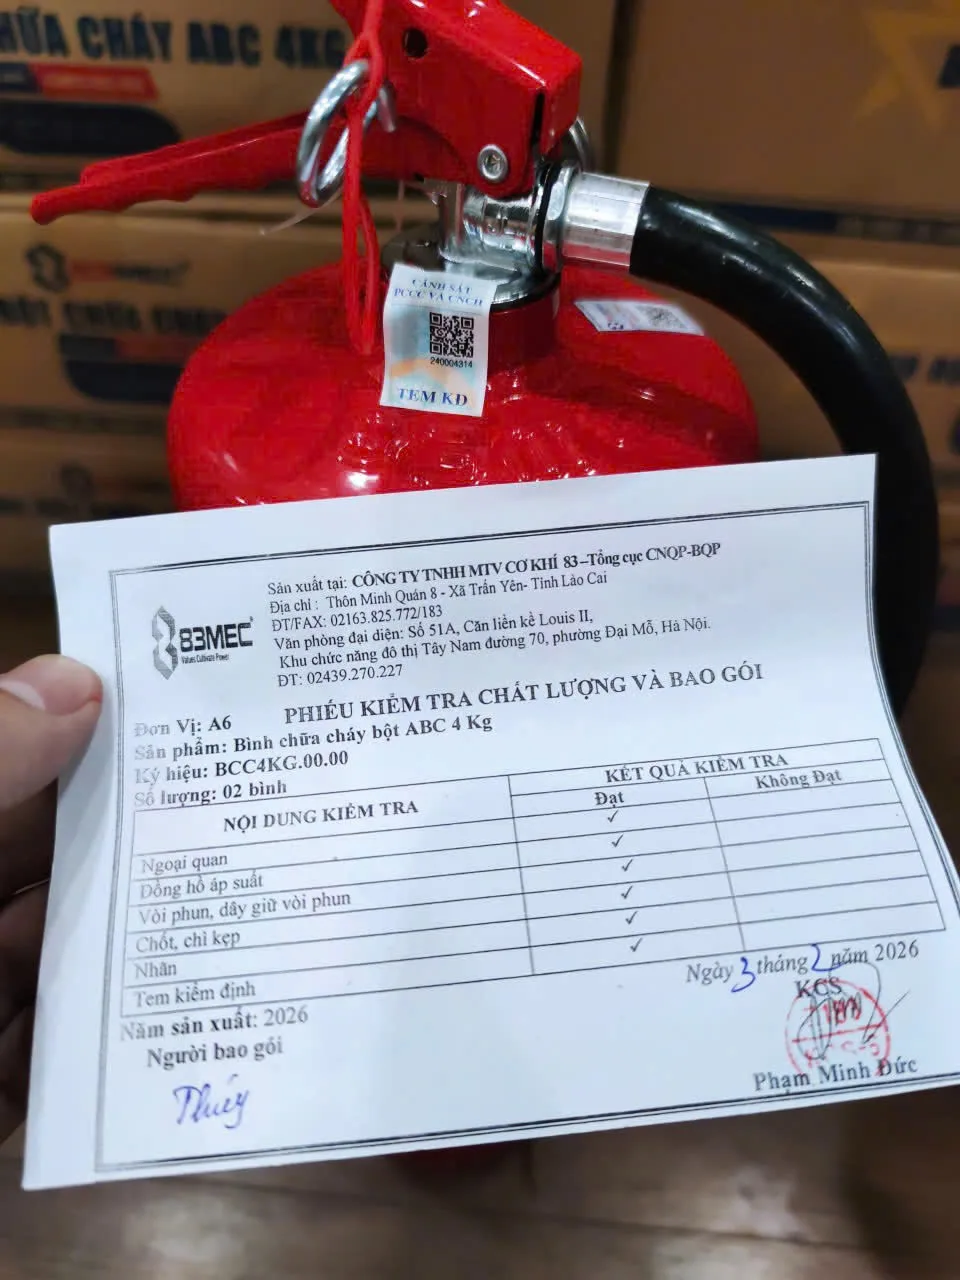 HỮA CHÁY ABC 4KG
CẢNH SÁT
PCCC VÀ CNCH
240004314
TEM KĐ
83MEC
Values Cultivate Power
Sản xuất tại: CÔNG TY TNHH MTV CƠ KHÍ 83 –Tổng cục CNQP-BQP
Địa chỉ : Thôn Minh Quán 8 - Xã Trấn Yên- Tỉnh Lào Cai
ĐT/FAX: 02163.825.772/183
Văn phòng đại diện: Số 51A, Căn liền kề Louis II,
Khu chức năng đô thị Tây Nam đường 70, phường Đại Mỗ, Hà Nội.
ĐT: 02439.270.227
PHIẾU KIỂM TRA CHẤT LƯỢNG VÀ BAO GÓI
Đơn Vị: A6
Sản phẩm: Bình chữa cháy bột ABC 4 Kg
Ký hiệu: BCC4KG.00.00
Số lượng: 02 bình
NỘI DUNG KIỂM TRA
KẾT QUẢ KIỂM TRA
Đạt
Không Đạt
Ngoại quan ✓
Đồng hồ áp suất ✓
Vòi phun, dây giữ vòi phun ✓
Chốt, chì kẹp ✓
Nhãn ✓
Tem kiểm định ✓
Ngày 3 tháng 2 năm 2026
Năm sản xuất: 2026
KCS
Người bao gói
Thúy
Phạm Minh Đức